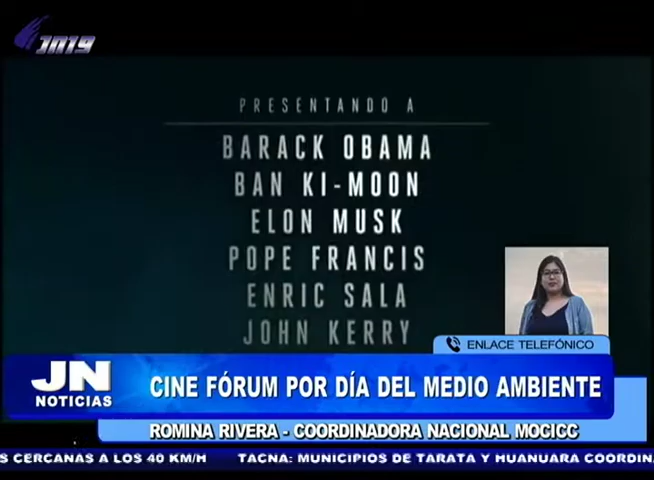 JN19
PRESENTANDO A
BARACK OBAMA
BAN KI-MOON
ELON MUSK
POPE FRANCIS
ENRIC SALA
JOHN KERRY
ENLACE TELEFÓNICO
JN
NOTICIAS
CINE FÓRUM POR DÍA DEL MEDIO AMBIENTE
ROMINA RIVERA - COORDINADORA NACIONAL MOCICC
S CERCANAS A LOS 40 KM/H TACNA: MUNICIPIOS DE TARATA Y HUANUARA COORDIN